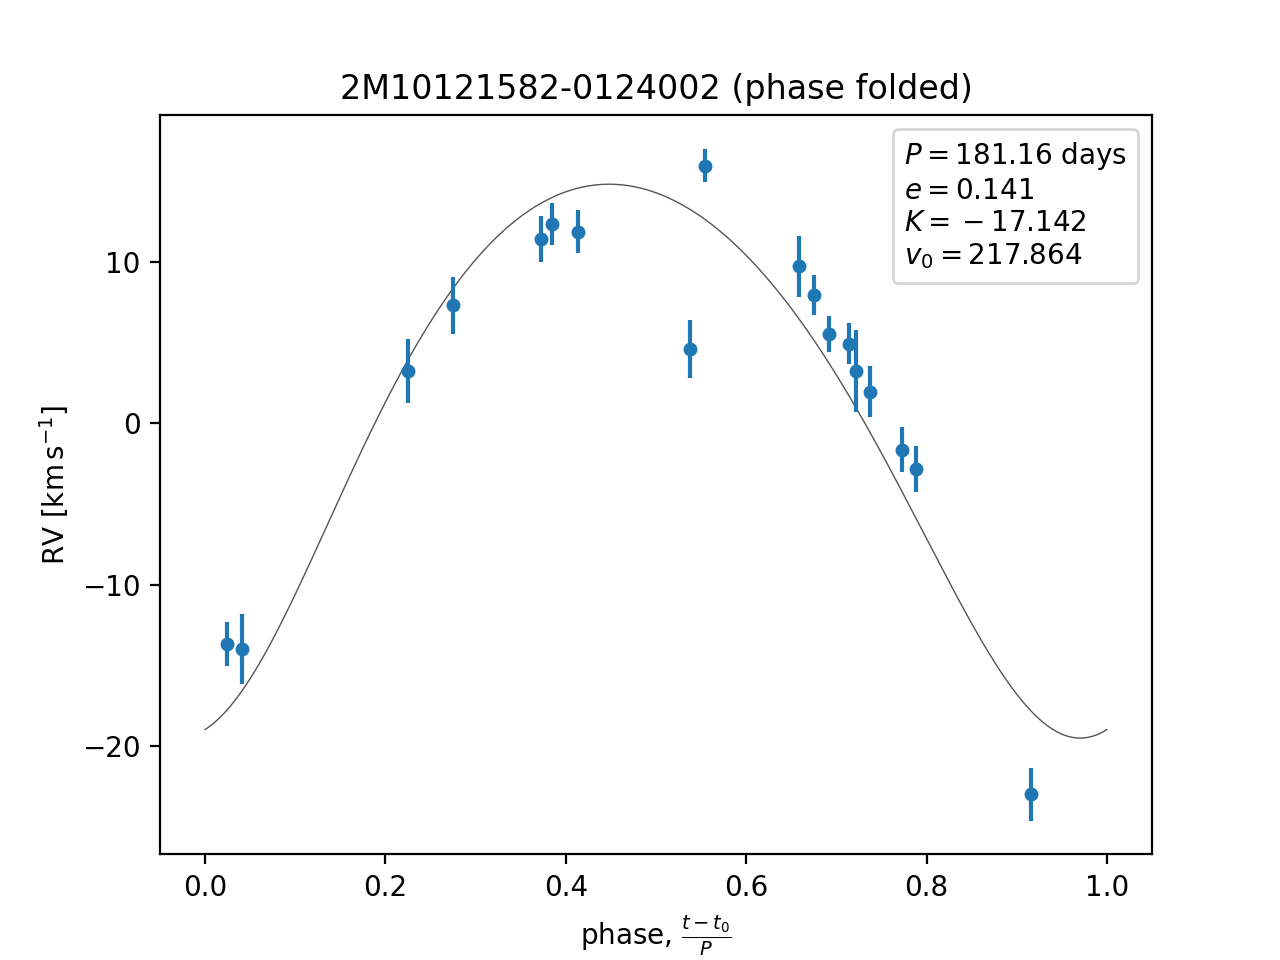 2M10121582-0124002 (phase folded)
P = 181.16 days
e = 0.141
K = −17.142
v₀ = 217.864
RV [km s⁻¹]
10
0
−10
−20
0.0 0.2 0.4 0.6 0.8 1.0
phase, (t − t₀)/P